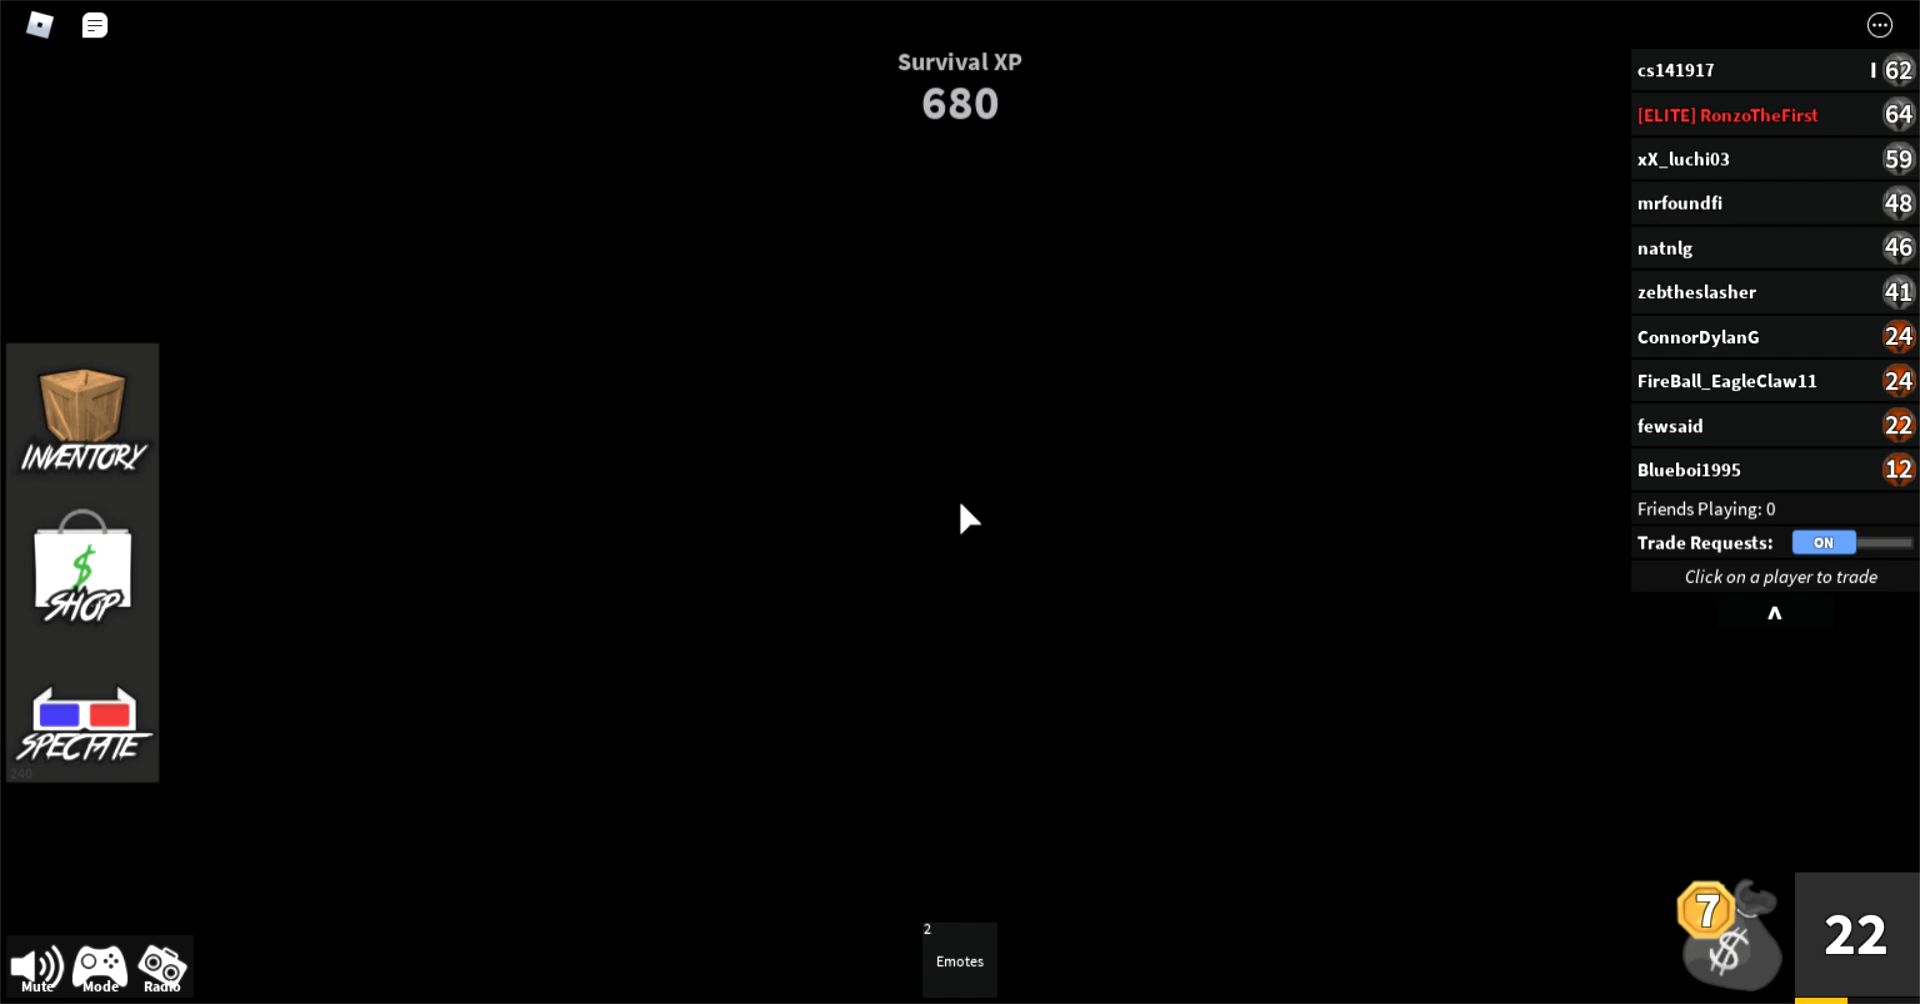 Survival XP
680
cs141917 I 62
[ELITE] RonzoTheFirst 64
xX_luchi03 59
mrfoundfi 48
natnlg 46
zebtheslasher 41
ConnorDylanG 24
FireBall_EagleClaw11 24
fewsaid 22
Blueboi1995 12
Friends Playing: 0
Trade Requests: ON
Click on a player to trade
INVENTORY
$
SHOP
SPECTATE
240
Mute Mode Radio
2
Emotes
7
$
22